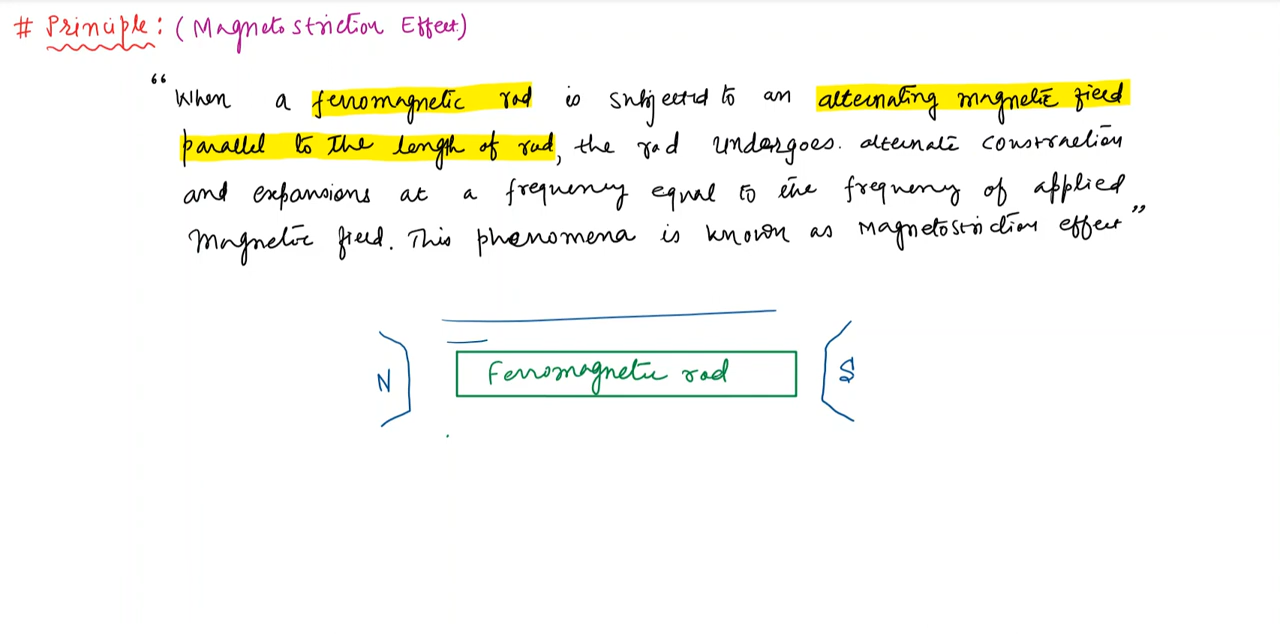 # Principle: (Magnetostriction Effect)
“When a ferromagnetic rod is subjected to an alternating magnetic field
parallel to the length of rod, the rod undergoes. alternate constraction
and expansions at a frequency equal to the frequency of applied
magnetic field. This phenomena is known as Magnetostriction effect”
N Ferromagnetic rod S